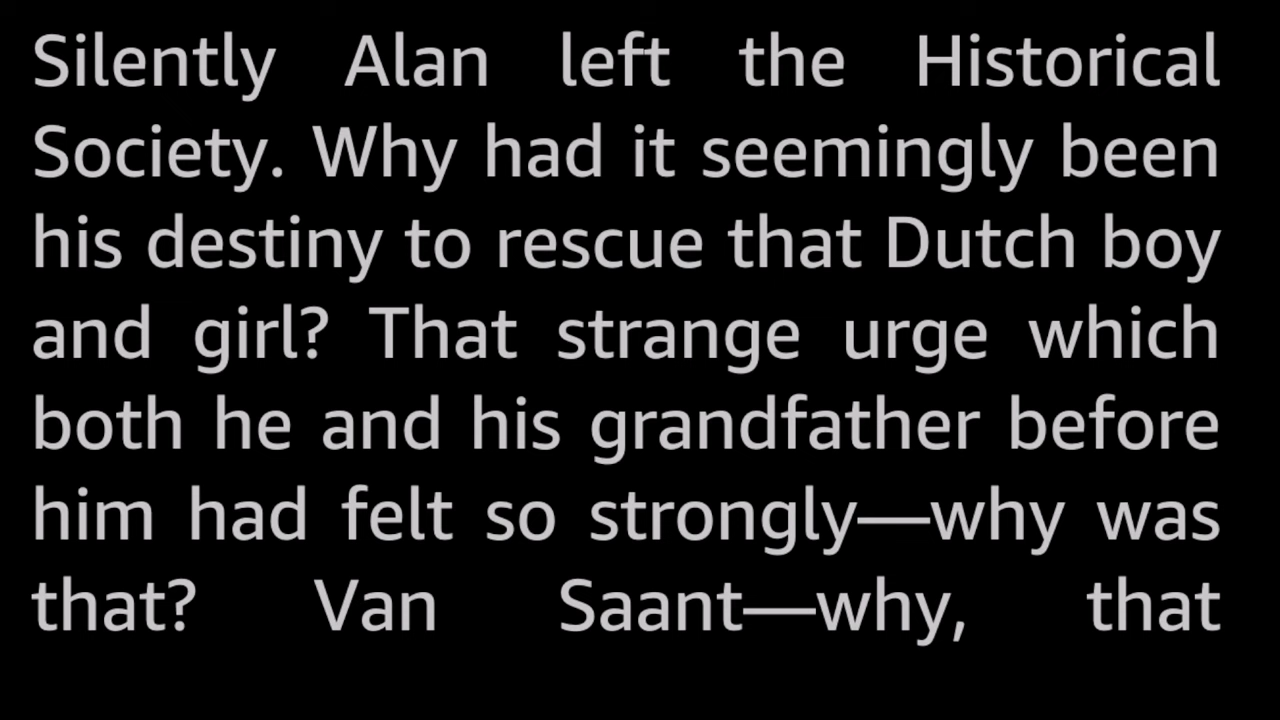 Silently Alan left the Historical
Society. Why had it seemingly been
his destiny to rescue that Dutch boy
and girl? That strange urge which
both he and his grandfather before
him had felt so strongly—why was
that? Van Saant—why, that